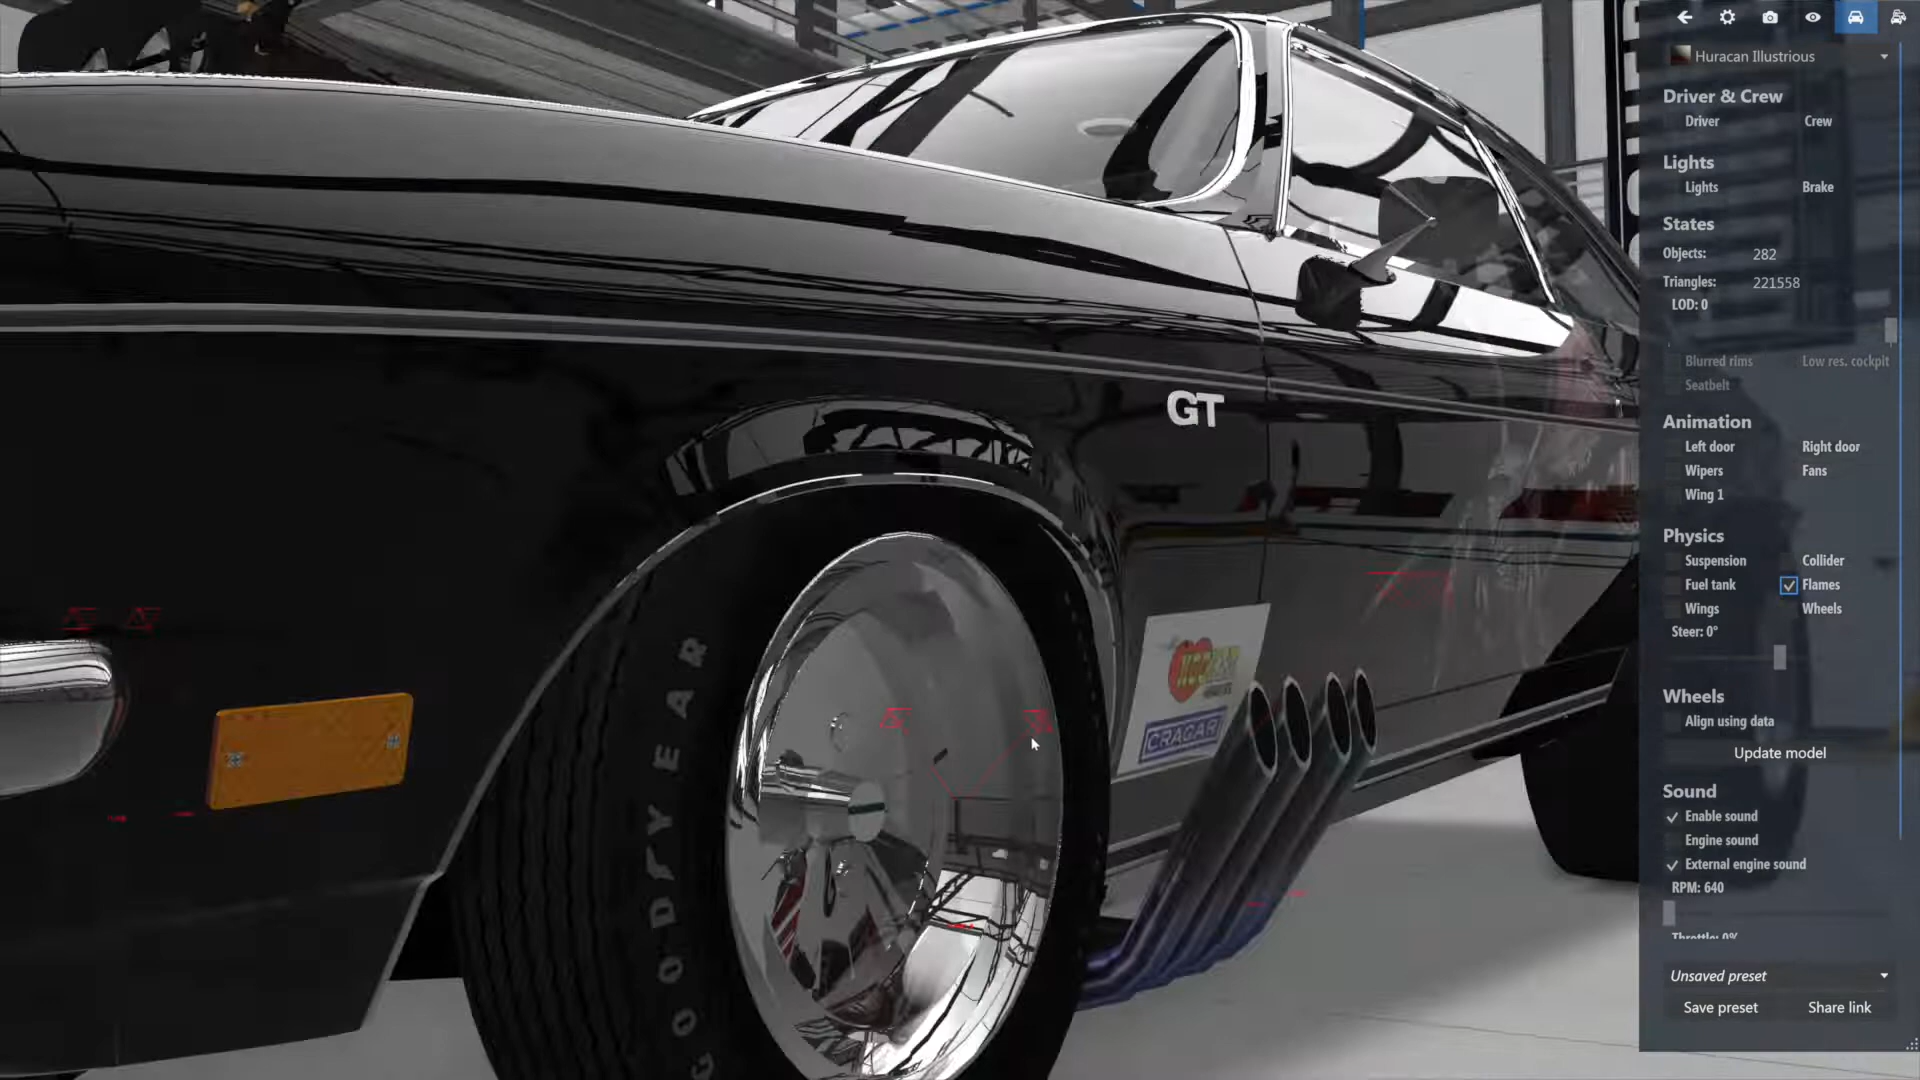 Huracan Illustrious
Driver & Crew
Driver
Crew
Lights
Lights
Brake
States
Objects: 282
Triangles: 221558
LOD: 0
Blurred rims
Low res. cockpit
Seatbelt
Animation
Left door
Right door
Wipers
Fans
Wing 1
Physics
Suspension
Collider
Fuel tank
Flames
Wings
Wheels
Steer: 0°
Wheels
Align using data
Update model
Sound
Enable sound
Engine sound
External engine sound
RPM: 640
Throttle: 0%
Unsaved preset
Save preset
Share link
GT
CRAGAR
GOODYEAR
GO